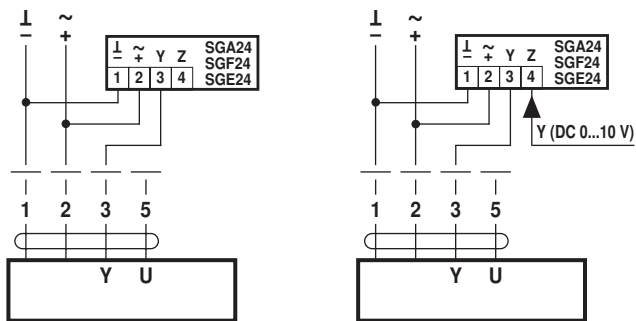 ⊥ ~
– +
⊥ ~ Y Z SGA24
– + SGF24
1 2 3 4 SGE24
1 2 3 5
Y U
⊥ ~
– +
⊥ ~ Y Z SGA24
– + SGF24
1 2 3 4 SGE24
Y (DC 0...10 V)
1 2 3 5
Y U